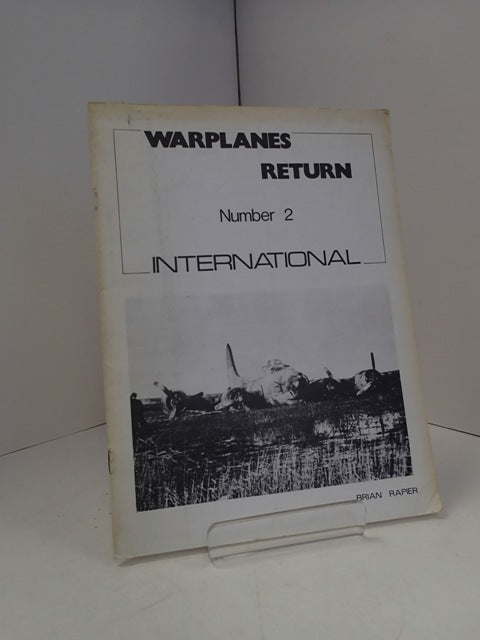 WARPLANES
RETURN
Number 2
INTERNATIONAL
BRIAN RAPIER